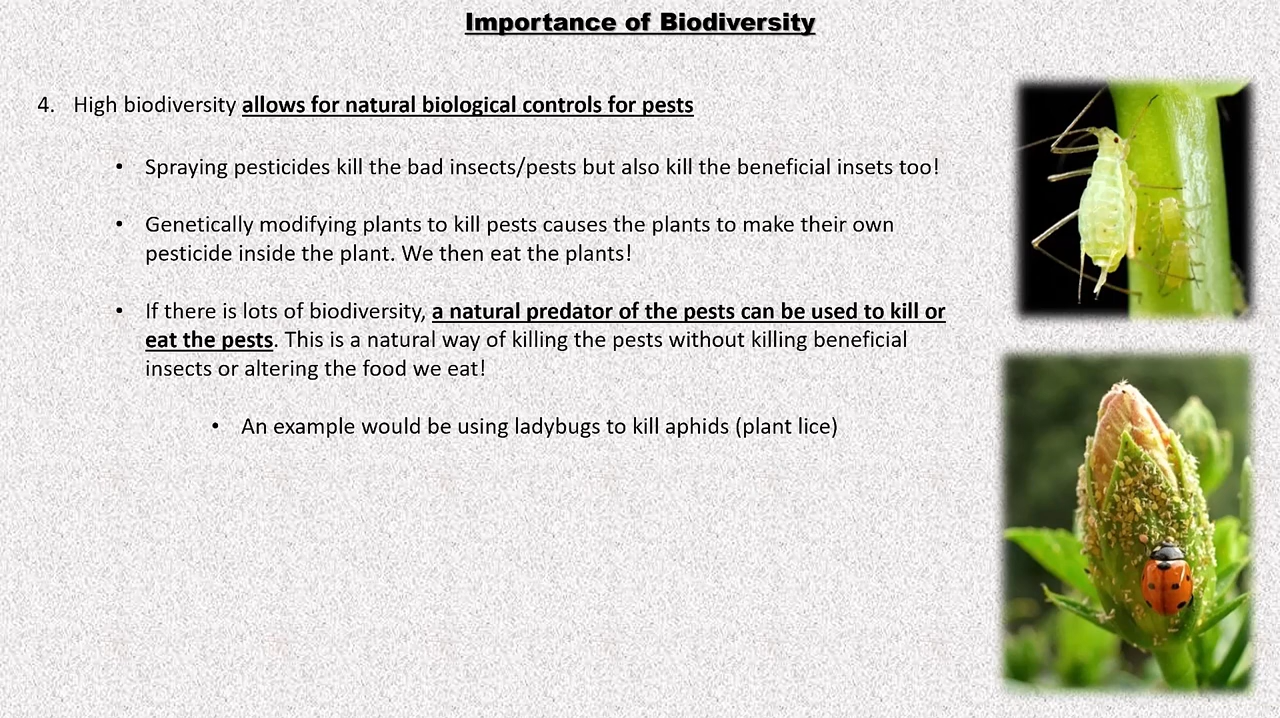 Importance of Biodiversity
4. High biodiversity allows for natural biological controls for pests
• Spraying pesticides kill the bad insects/pests but also kill the beneficial insets too!
• Genetically modifying plants to kill pests causes the plants to make their own
pesticide inside the plant. We then eat the plants!
• If there is lots of biodiversity, a natural predator of the pests can be used to kill or
eat the pests. This is a natural way of killing the pests without killing beneficial
insects or altering the food we eat!
• An example would be using ladybugs to kill aphids (plant lice)